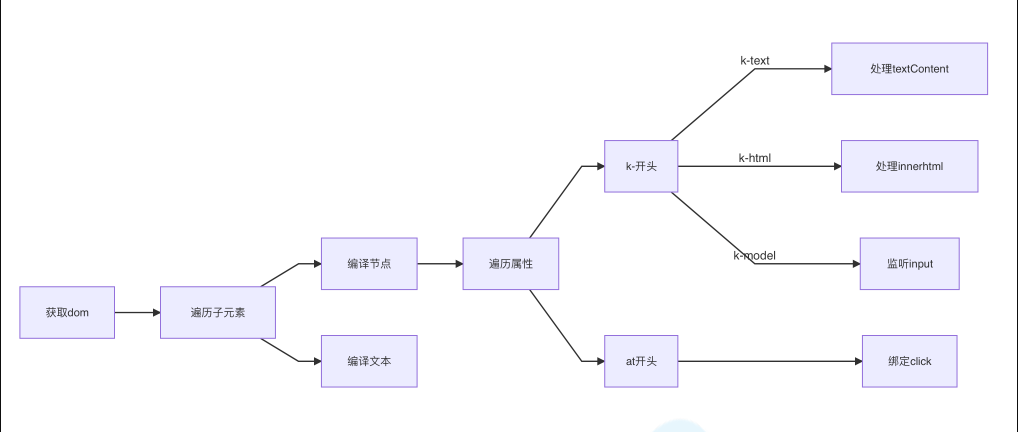 获取dom
遍历子元素
编译节点
编译文本
遍历属性
k-开头
at开头
k-text
k-html
k-model
处理textContent
处理innerhtml
监听input
绑定click